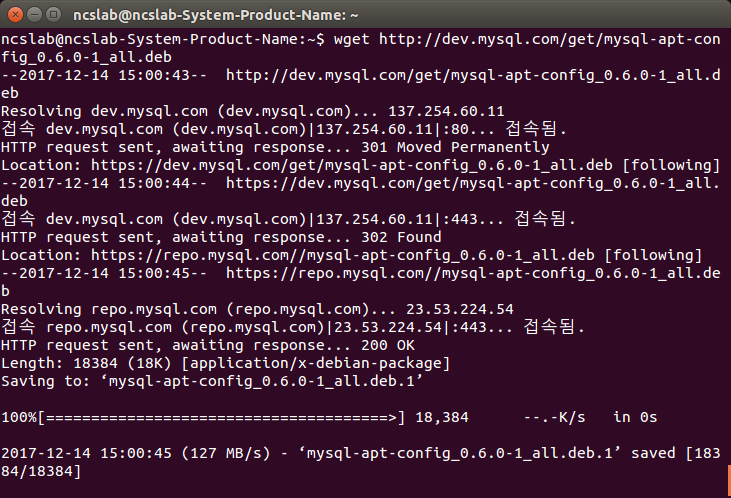 ncslab@ncslab-System-Product-Name: ~
ncslab@ncslab-System-Product-Name:~$ wget http://dev.mysql.com/get/mysql-apt-con
fig_0.6.0-1_all.deb
--2017-12-14 15:00:43--  http://dev.mysql.com/get/mysql-apt-config_0.6.0-1_all.d
eb
Resolving dev.mysql.com (dev.mysql.com)... 137.254.60.11
접속 dev.mysql.com (dev.mysql.com)|137.254.60.11|:80... 접속됨.
HTTP request sent, awaiting response... 301 Moved Permanently
Location: https://dev.mysql.com/get/mysql-apt-config_0.6.0-1_all.deb [following]
--2017-12-14 15:00:44--  https://dev.mysql.com/get/mysql-apt-config_0.6.0-1_all.
deb
접속 dev.mysql.com (dev.mysql.com)|137.254.60.11|:443... 접속됨.
HTTP request sent, awaiting response... 302 Found
Location: https://repo.mysql.com//mysql-apt-config_0.6.0-1_all.deb [following]
--2017-12-14 15:00:45--  https://repo.mysql.com//mysql-apt-config_0.6.0-1_all.de
b
Resolving repo.mysql.com (repo.mysql.com)... 23.53.224.54
접속 repo.mysql.com (repo.mysql.com)|23.53.224.54|:443... 접속됨.
HTTP request sent, awaiting response... 200 OK
Length: 18384 (18K) [application/x-debian-package]
Saving to: ‘mysql-apt-config_0.6.0-1_all.deb.1’
100%[======================================>] 18,384      --.-K/s   in 0s
2017-12-14 15:00:45 (127 MB/s) - ‘mysql-apt-config_0.6.0-1_all.deb.1’ saved [183
84/18384]